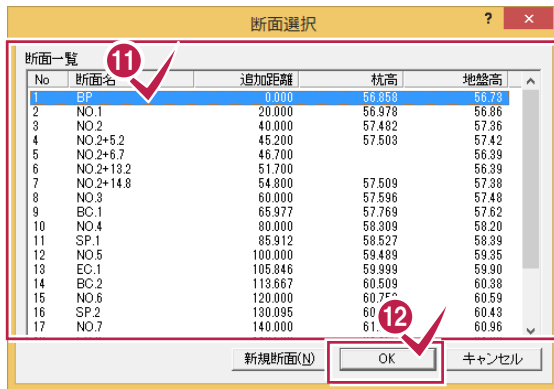 断面選択
? ×
断面一覧
11
No 断面名 追加距離 杭高 地盤高
1 BP 0.000 56.858 56.73
2 NO.1 20.000 56.978 56.86
3 NO.2 40.000 57.482 57.36
4 NO.2+5.2 45.200 57.503 57.42
5 NO.2+6.7 46.700 56.39
6 NO.2+13.2 51.700 56.39
7 NO.2+14.8 54.800 57.509 57.38
8 NO.3 60.000 57.596 57.48
9 BC.1 65.977 57.769 57.62
10 NO.4 80.000 58.309 58.20
11 SP.1 85.912 58.527 58.39
12 NO.5 100.000 59.489 59.35
13 EC.1 105.846 59.999 59.90
14 BC.2 113.667 60.509 60.38
15 NO.6 120.000 60.59
16 SP.2 130.095 60.43
17 NO.7 140.000 60.96
12
新規断面(N) OK キャンセル